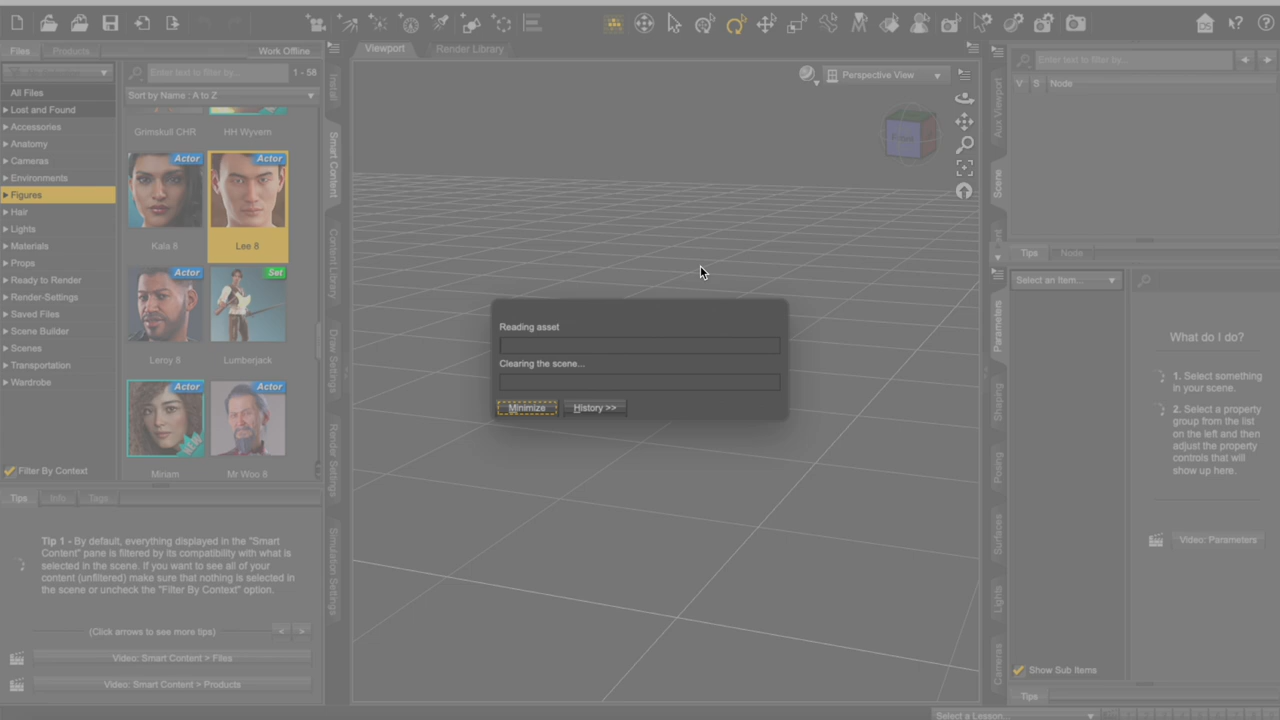 Files
Products
Work Offline
Viewport
Render Library
Enter text to filter by...
1 - 58
Sort by Name : A to Z
All Files
Lost and Found
Accessories
Anatomy
Cameras
Environments
Figures
Hair
Lights
Materials
Props
Ready to Render
Render-Settings
Saved Files
Scene Builder
Scenes
Transportation
Wardrobe
Filter By Context
Grimskull CHR
HH Wyvern
Actor
Actor
Kala 8
Lee 8
Actor
Set
Leroy 8
Lumberjack
Actor
Actor
NEW
Miriam
Mr Woo 8
Install
Smart Content
Content Library
Draw Settings
Render Settings
Simulation Settings
Tips
Info
Tags
Tip 1 - By default, everything displayed in the "Smart
Content" pane is filtered by its compatibility with what is
selected in the scene. If you want to see all of your
content (unfiltered) make sure that nothing is selected in
the scene or uncheck the "Filter By Context" option.
(Click arrows to see more tips)
<
>
Video: Smart Content > Files
Video: Smart Content > Products
Perspective View
Front
Reading asset
Clearing the scene...
Minimize
History >>
Aux Viewport
Scene
Enter text to filter by...
V
S
Node
Tips
Node
Parameters
Shaping
Posing
Surfaces
Lights
Cameras
Select an Item...
What do I do?
1. Select something
in your scene.
2. Select a property
group from the list
on the left and then
adjust the property
controls that will
show up here.
Video: Parameters
Show Sub Items
Tips
Select a Lesson...
DS